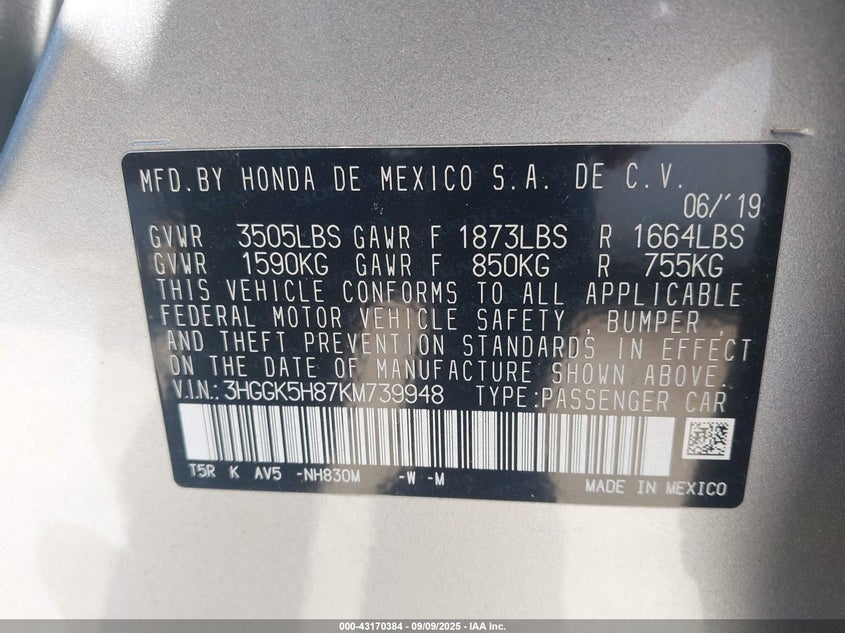 MFD.BY HONDA DE MEXICO S.A. DE C.V.
06/'19
GVWR 3505LBS GAWR F 1873LBS R 1664LBS
GVWR 1590KG GAWR F 850KG R 755KG
THIS VEHICLE CONFORMS TO ALL APPLICABLE
FEDERAL MOTOR VEHICLE SAFETY , BUMPER ,
AND THEFT PREVENTION STANDARDS IN EFFECT
ON THE DATE OF MANUFACTURE SHOWN ABOVE.
V.I.N.: 3HGGK5H87KM739948 TYPE:PASSENGER CAR
T5R K AV5 -NH830M -W -M
MADE IN MEXICO
000-43170384 - 09/09/2025 - IAA Inc.